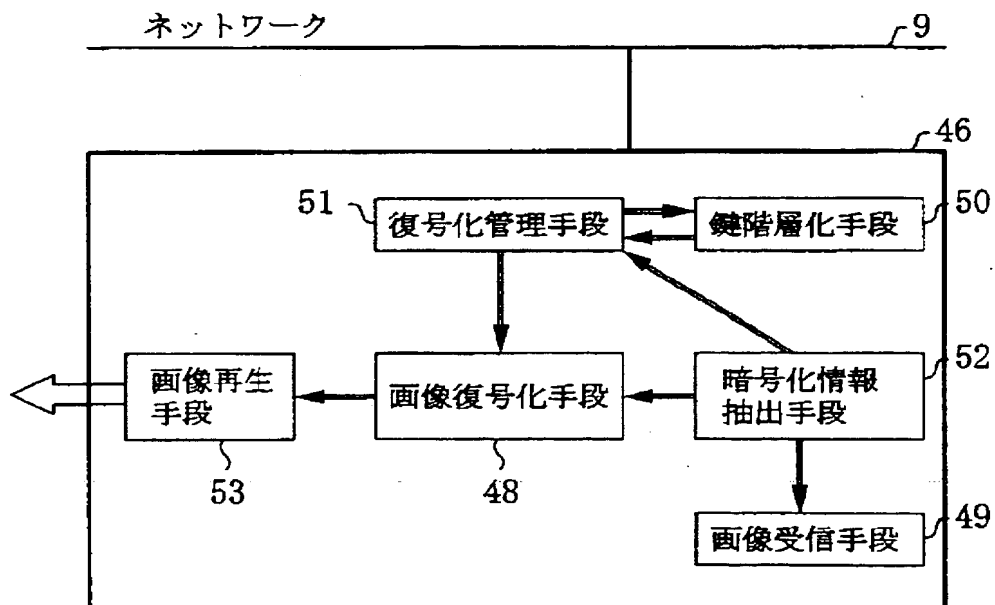 ネットワーク
9
46
51
復号化管理手段
鍵階層化手段
50
画像再生
手段
画像復号化手段
暗号化情報
抽出手段
52
53
48
画像受信手段
49